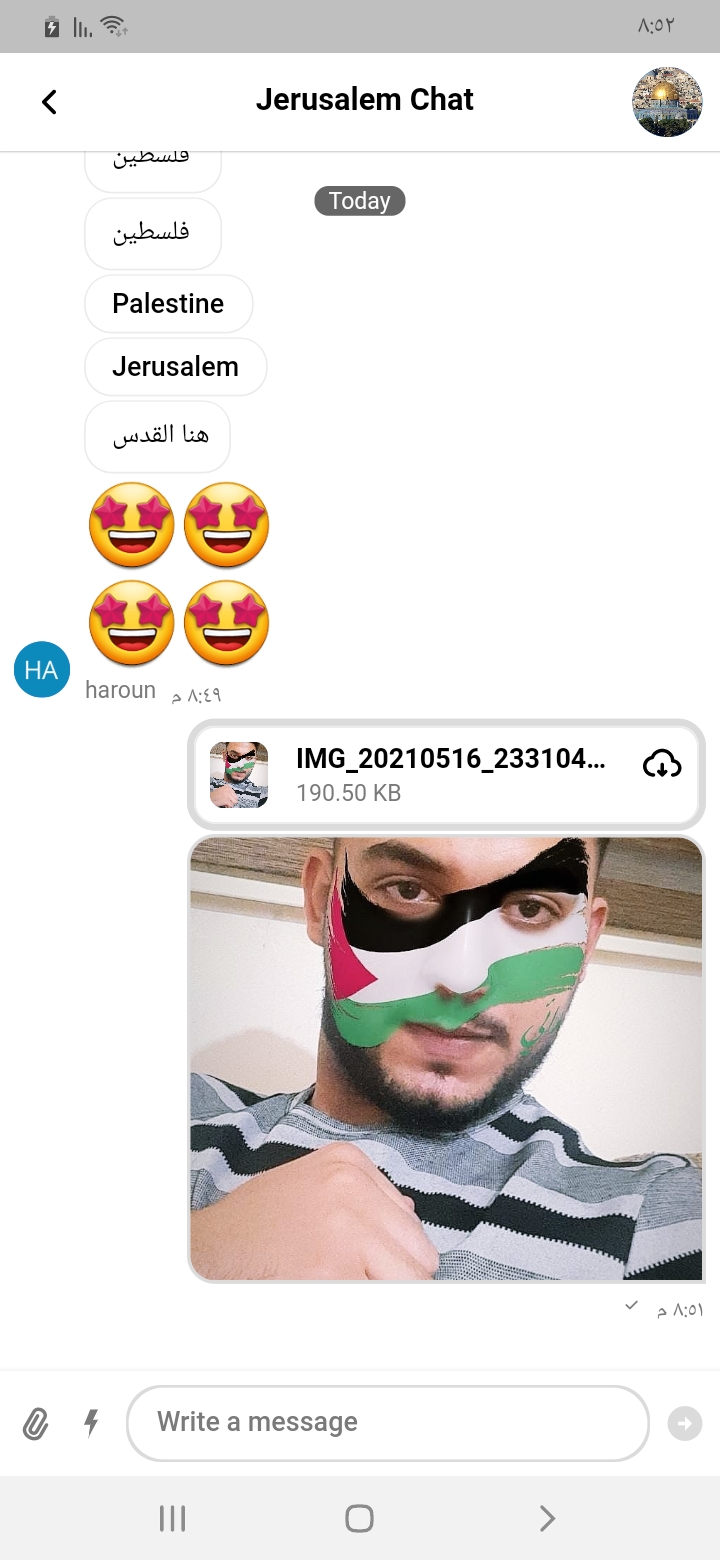 ٨:٥٢
Jerusalem Chat
فلسطين
Today
فلسطين
Palestine
Jerusalem
هنا القدس
HA
haroun ٨:٤٩ م
IMG_20210516_233104...
190.50 KB
٨:٥١ م
Write a message